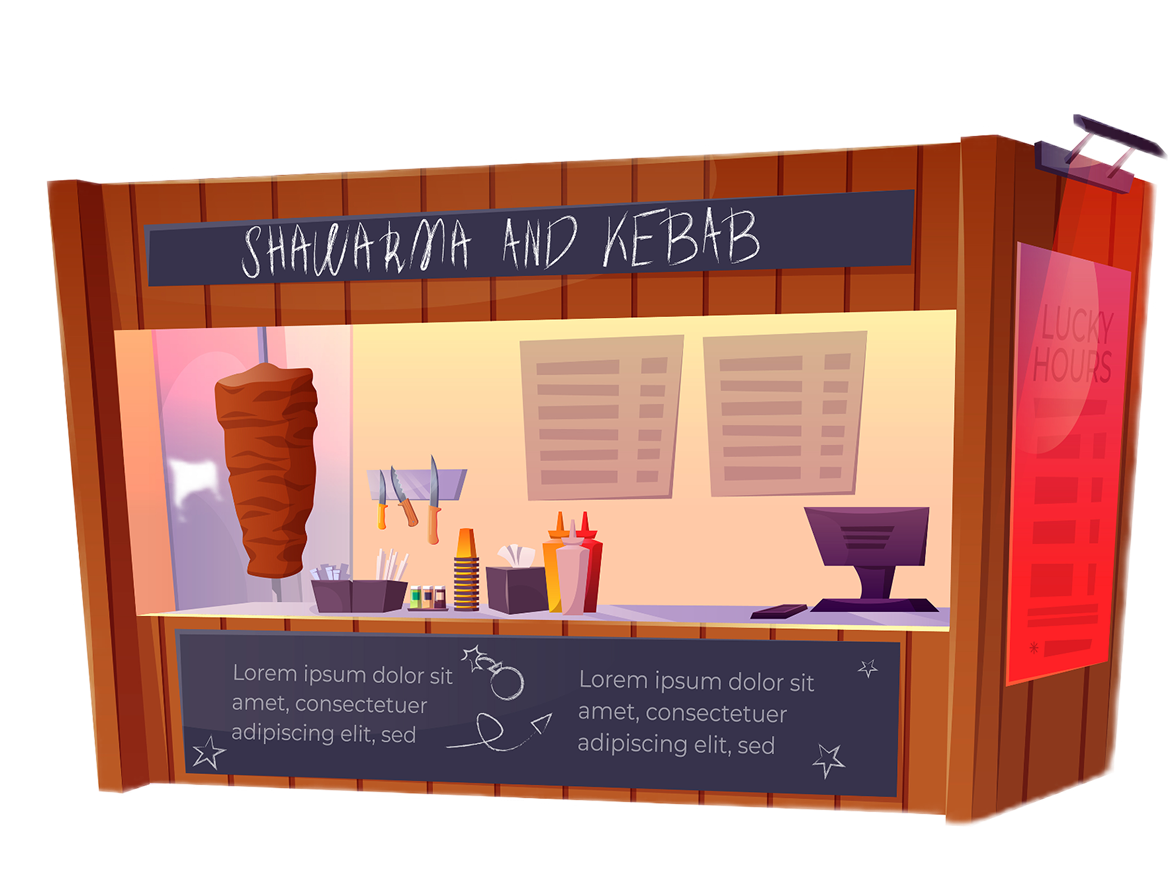 SHAWARMA AND KEBAB
LUCKY
HOURS
Lorem ipsum dolor sit
amet, consectetuer
adipiscing elit, sed
Lorem ipsum dolor sit
amet, consectetuer
adipiscing elit, sed